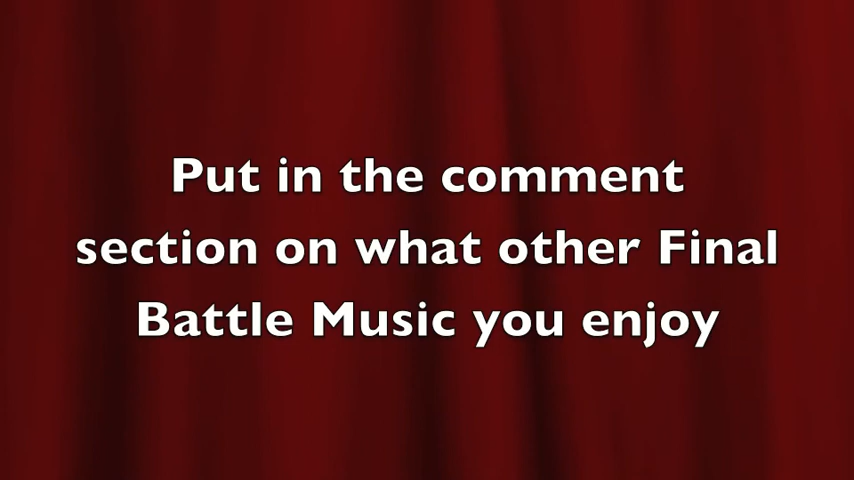 Put in the comment
section on what other Final
Battle Music you enjoy